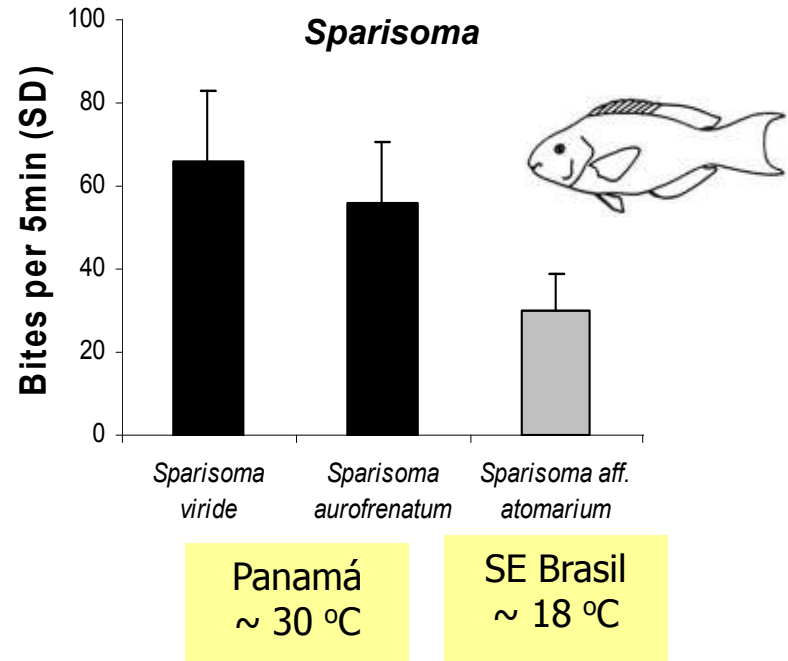 Sparisoma
Bites per 5min (SD)
100
80
60
40
20
0
Sparisoma
viride
Sparisoma
aurofrenatum
Sparisoma aff.
atomarium
Panamá
~ 30 ºC
SE Brasil
~ 18 ºC